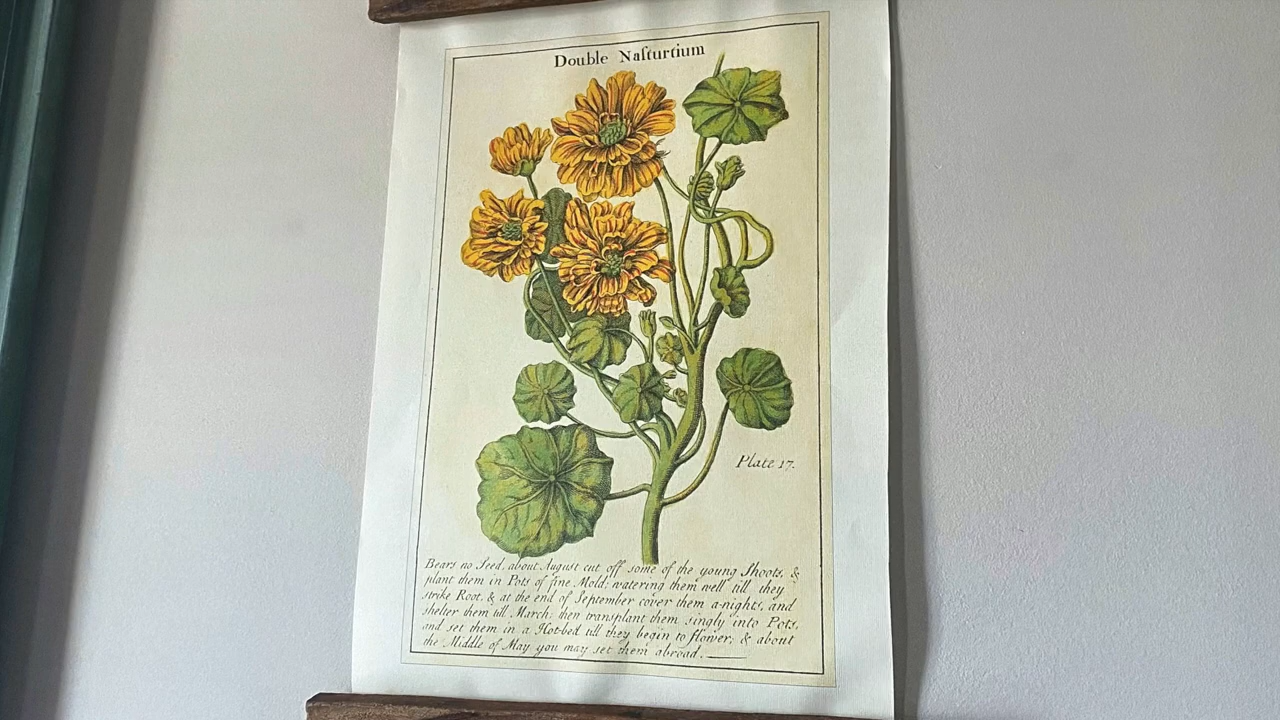 Double Naſturtium
Plate 17.
Bears no Seed, about August cut off some of the young Shoots, &
plant them in Pots of fine Mold; watering them well till they
strike Root, & at the end of September cover them a-nights, and
shelter them till March; then transplant them singly into Pots,
and set them in a Hot-bed till they begin to flower; & about
the Middle of May you may set them abroad.